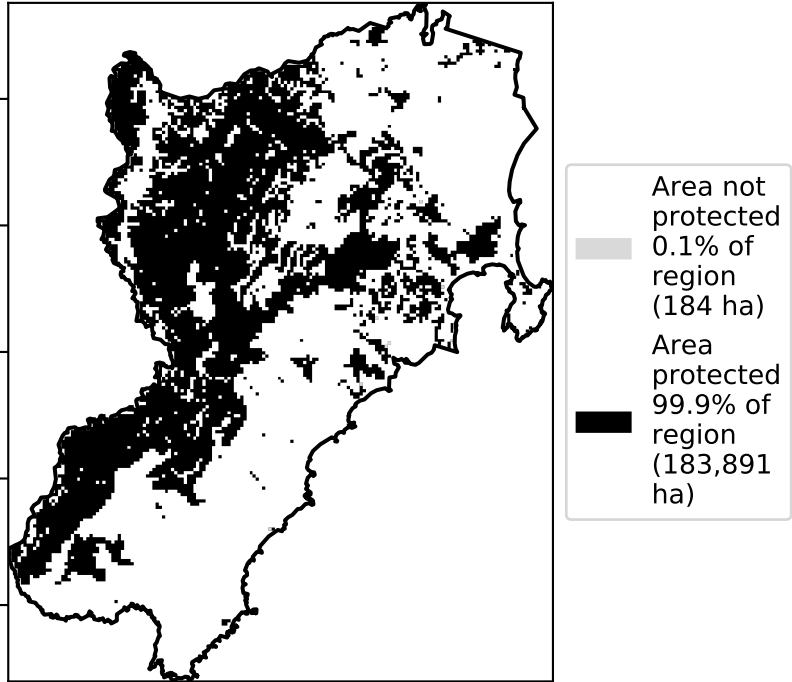 Area not
protected
0.1% of
region
(184 ha)
Area
protected
99.9% of
region
(183,891
ha)